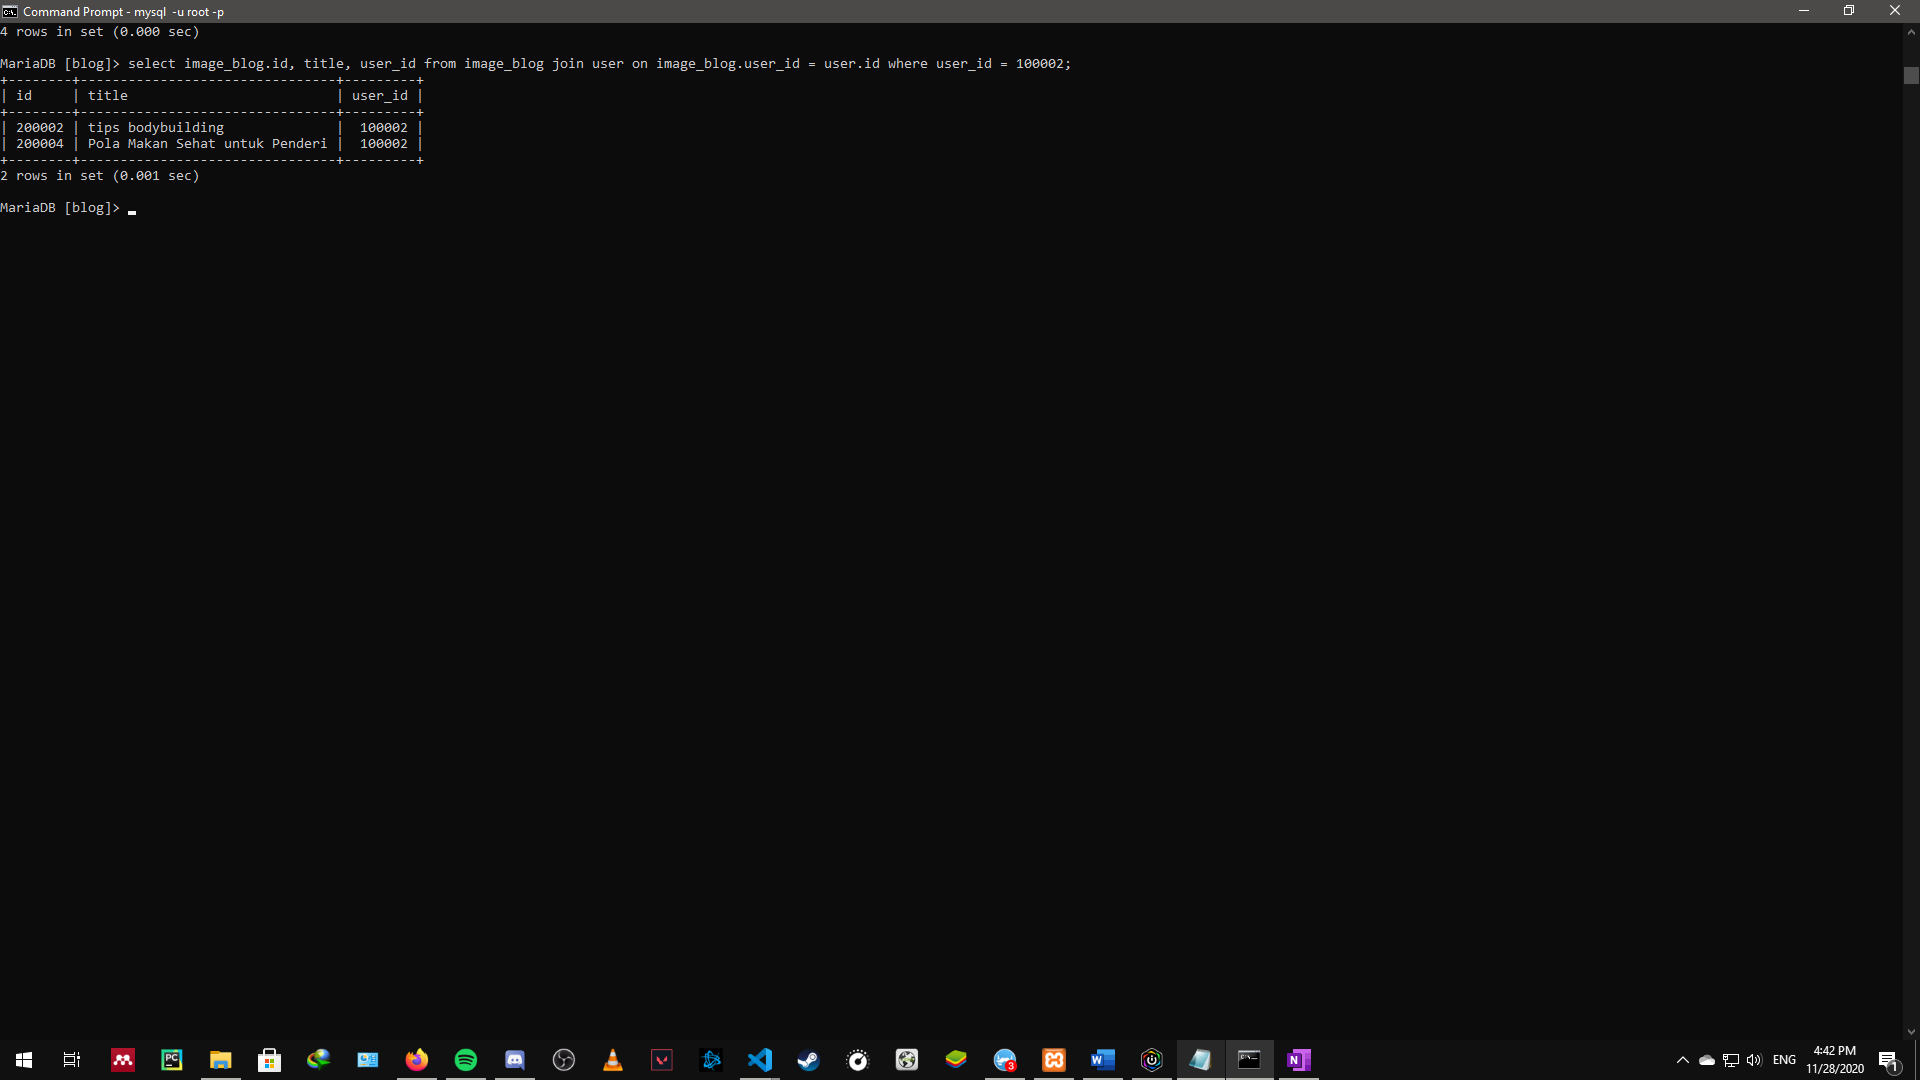 Command Prompt - mysql  -u root -p
4 rows in set (0.000 sec)
MariaDB [blog]> select image_blog.id, title, user_id from image_blog join user on image_blog.user_id = user.id where user_id = 100002;
+--------+--------------------------------+---------+
| id     | title                          | user_id |
+--------+--------------------------------+---------+
| 200002 | tips bodybuilding              |  100002 |
| 200004 | Pola Makan Sehat untuk Penderi |  100002 |
+--------+--------------------------------+---------+
2 rows in set (0.001 sec)
MariaDB [blog]>
ENG
4:42 PM
11/28/2020